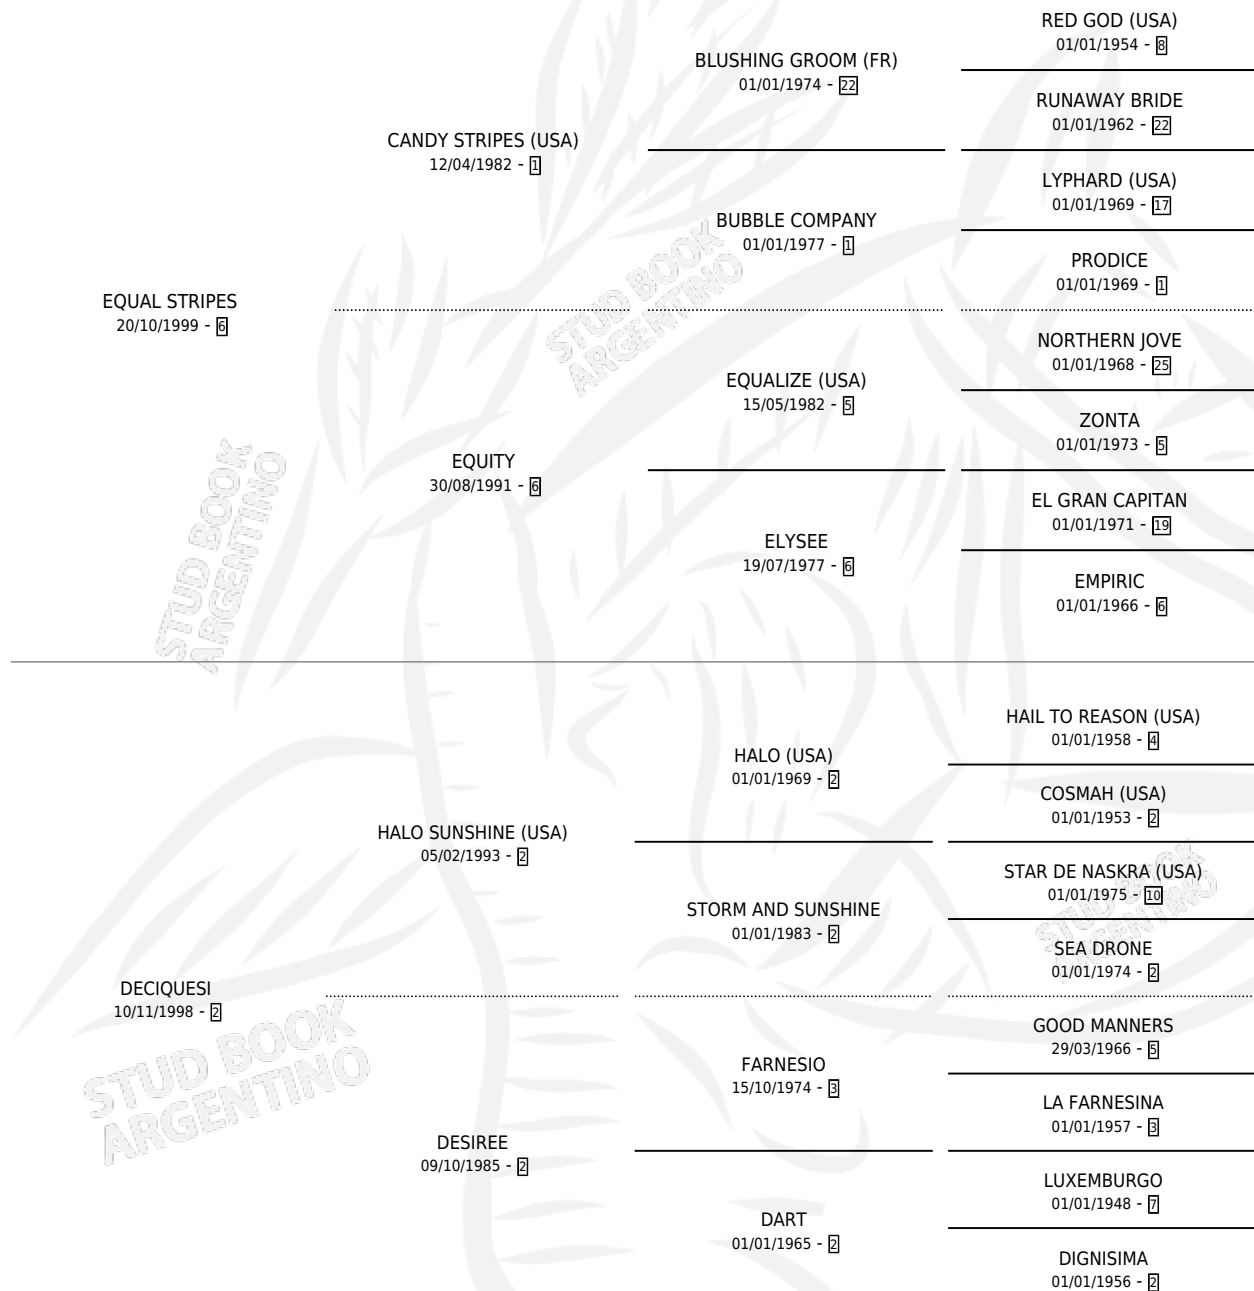 RED GOD (USA)
01/01/1954 - 8
BLUSHING GROOM (FR)
01/01/1974 - 22
RUNAWAY BRIDE
01/01/1962 - 22
CANDY STRIPES (USA)
12/04/1982 - 1
LYPHARD (USA)
01/01/1969 - 17
BUBBLE COMPANY
01/01/1977 - 1
PRODICE
01/01/1969 - 1
EQUAL STRIPES
20/10/1999 - 6
NORTHERN JOVE
01/01/1968 - 25
EQUALIZE (USA)
15/05/1982 - 5
ZONTA
01/01/1973 - 5
EQUITY
30/08/1991 - 6
EL GRAN CAPITAN
01/01/1971 - 19
ELYSEE
19/07/1977 - 6
EMPIRIC
01/01/1966 - 6
HAIL TO REASON (USA)
01/01/1958 - 4
HALO (USA)
01/01/1969 - 2
COSMAH (USA)
01/01/1953 - 2
HALO SUNSHINE (USA)
05/02/1993 - 2
STAR DE NASKRA (USA)
01/01/1975 - 10
STORM AND SUNSHINE
01/01/1983 - 2
SEA DRONE
01/01/1974 - 2
DECIQUESI
10/11/1998 - 2
GOOD MANNERS
29/03/1966 - 5
FARNESIO
15/10/1974 - 3
LA FARNESINA
01/01/1957 - 3
DESIREE
09/10/1985 - 2
LUXEMBURGO
01/01/1948 - 7
DART
01/01/1965 - 2
DIGNISIMA
01/01/1956 - 2
STUD BOOK
ARGENTINO
STUD BOOK
ARGENTINO
STUD BOOK
ARGENTINO
STUD BOOK
ARGENTINO